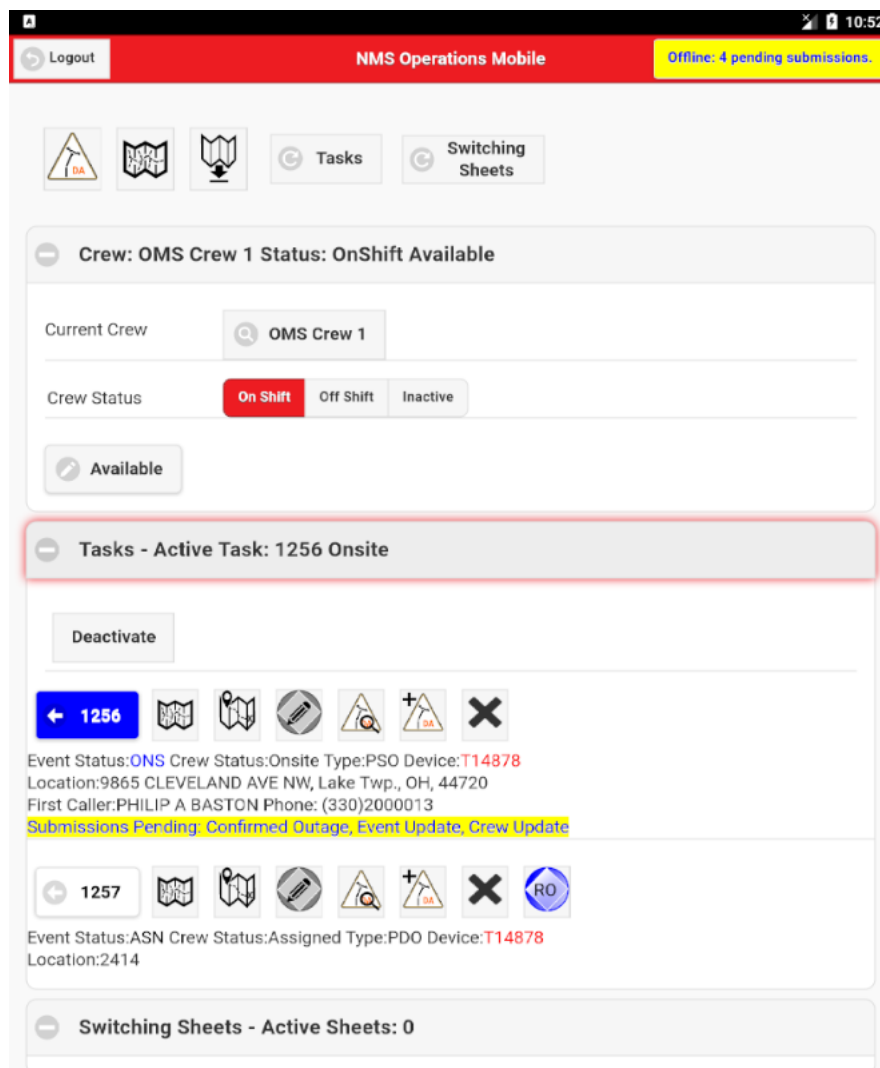 10:52
Logout
NMS Operations Mobile
Offline: 4 pending submissions.
DA
Tasks
Switching
Sheets
Crew: OMS Crew 1 Status: OnShift Available
Current Crew
OMS Crew 1
Crew Status
On Shift
Off Shift
Inactive
Available
Tasks - Active Task: 1256 Onsite
Deactivate
1256
DA
Event Status:ONS Crew Status:Onsite Type:PSO Device:T14878
Location:9865 CLEVELAND AVE NW, Lake Twp., OH, 44720
First Caller:PHILIP A BASTON Phone: (330)2000013
Submissions Pending: Confirmed Outage, Event Update, Crew Update
1257
DA
RO
Event Status:ASN Crew Status:Assigned Type:PDO Device:T14878
Location:2414
Switching Sheets - Active Sheets: 0